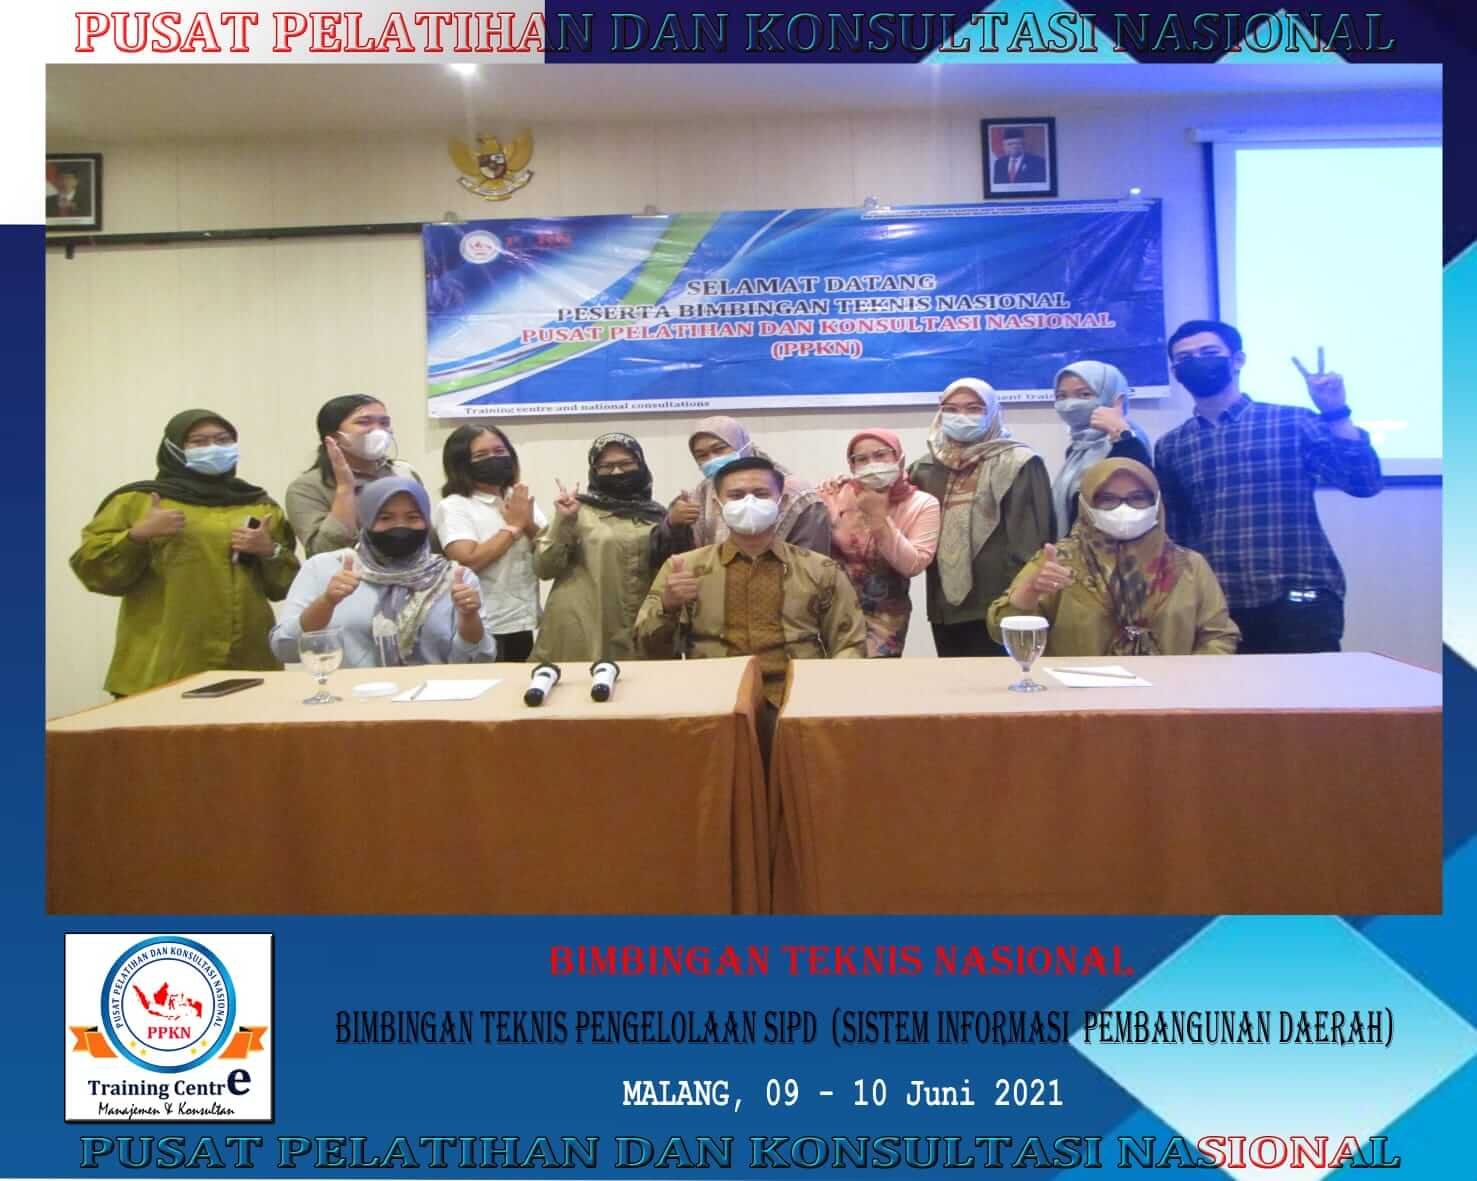 PUSAT PELATIHAN DAN KONSULTASI NASIONAL
SELAMAT DATANG
PESERTA BIMBINGAN TEKNIS NASIONAL
PUSAT PELATIHAN DAN KONSULTASI NASIONAL
(PPKN)
Training centre and national consultations
PUSAT PELATIHAN DAN KONSULTASI NASIONAL
PPKN
Training Centre
Manajemen & Konsultan
BIMBINGAN TEKNIS NASIONAL
BIMBINGAN TEKNIS PENGELOLAAN SIPD (SISTEM INFORMASI PEMBANGUNAN DAERAH)
MALANG, 09 - 10 Juni 2021
PUSAT PELATIHAN DAN KONSULTASI NASIONAL